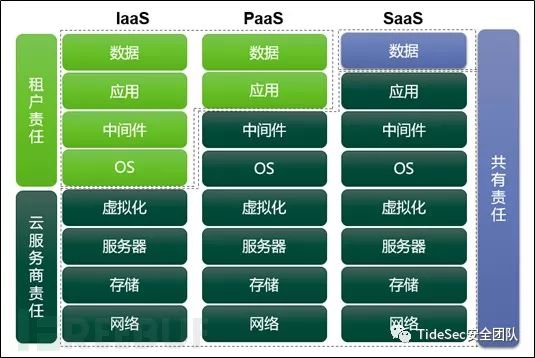 IaaS PaaS SaaS
租户责任
云服务商责任
共有责任
数据 数据 数据
应用 应用 应用
中间件 中间件 中间件
OS OS OS
虚拟化 虚拟化 虚拟化
服务器 服务器 服务器
存储 存储 存储
网络 网络 网络
TideSec安全团队